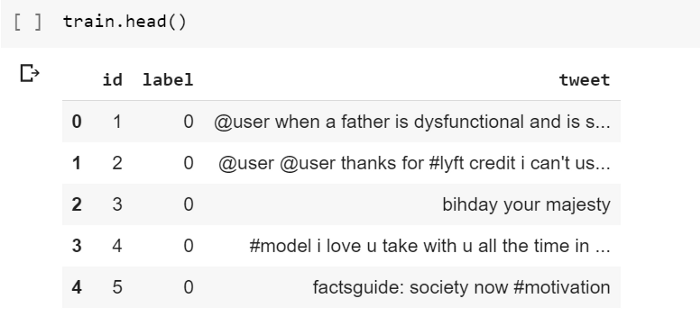 [ ] train.head()
id label tweet
0 1 0 @user when a father is dysfunctional and is s...
1 2 0 @user @user thanks for #lyft credit i can't us...
2 3 0 bihday your majesty
3 4 0 #model i love u take with u all the time in ...
4 5 0 factsguide: society now #motivation